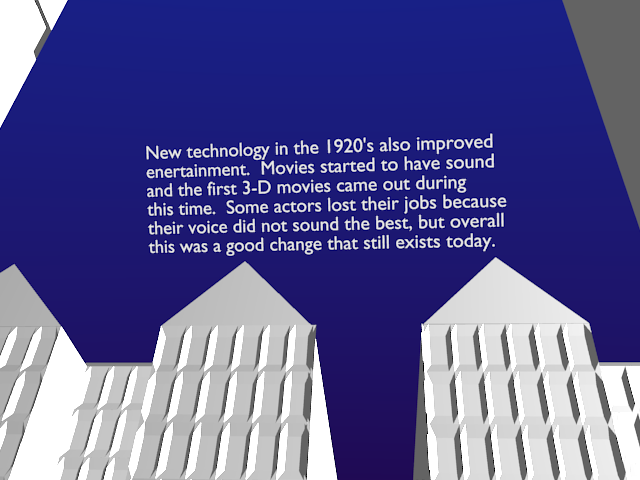 New technology in the 1920's also improved
enertainment.  Movies started to have sound
and the first 3-D movies came out during
this time.  Some actors lost their jobs because
their voice did not sound the best, but overall
this was a good change that still exists today.